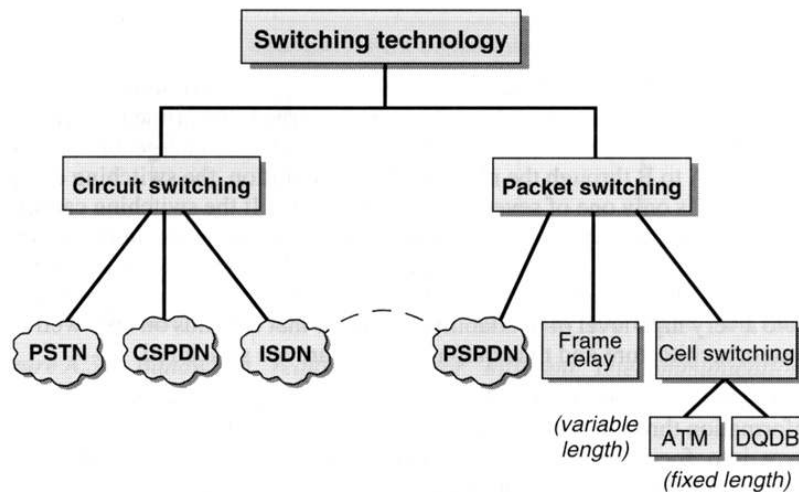 Switching technology
Circuit switching
Packet switching
PSTN
CSPDN
ISDN
PSPDN
Frame
relay
Cell switching
(variable
length)
ATM
DQDB
(fixed length)